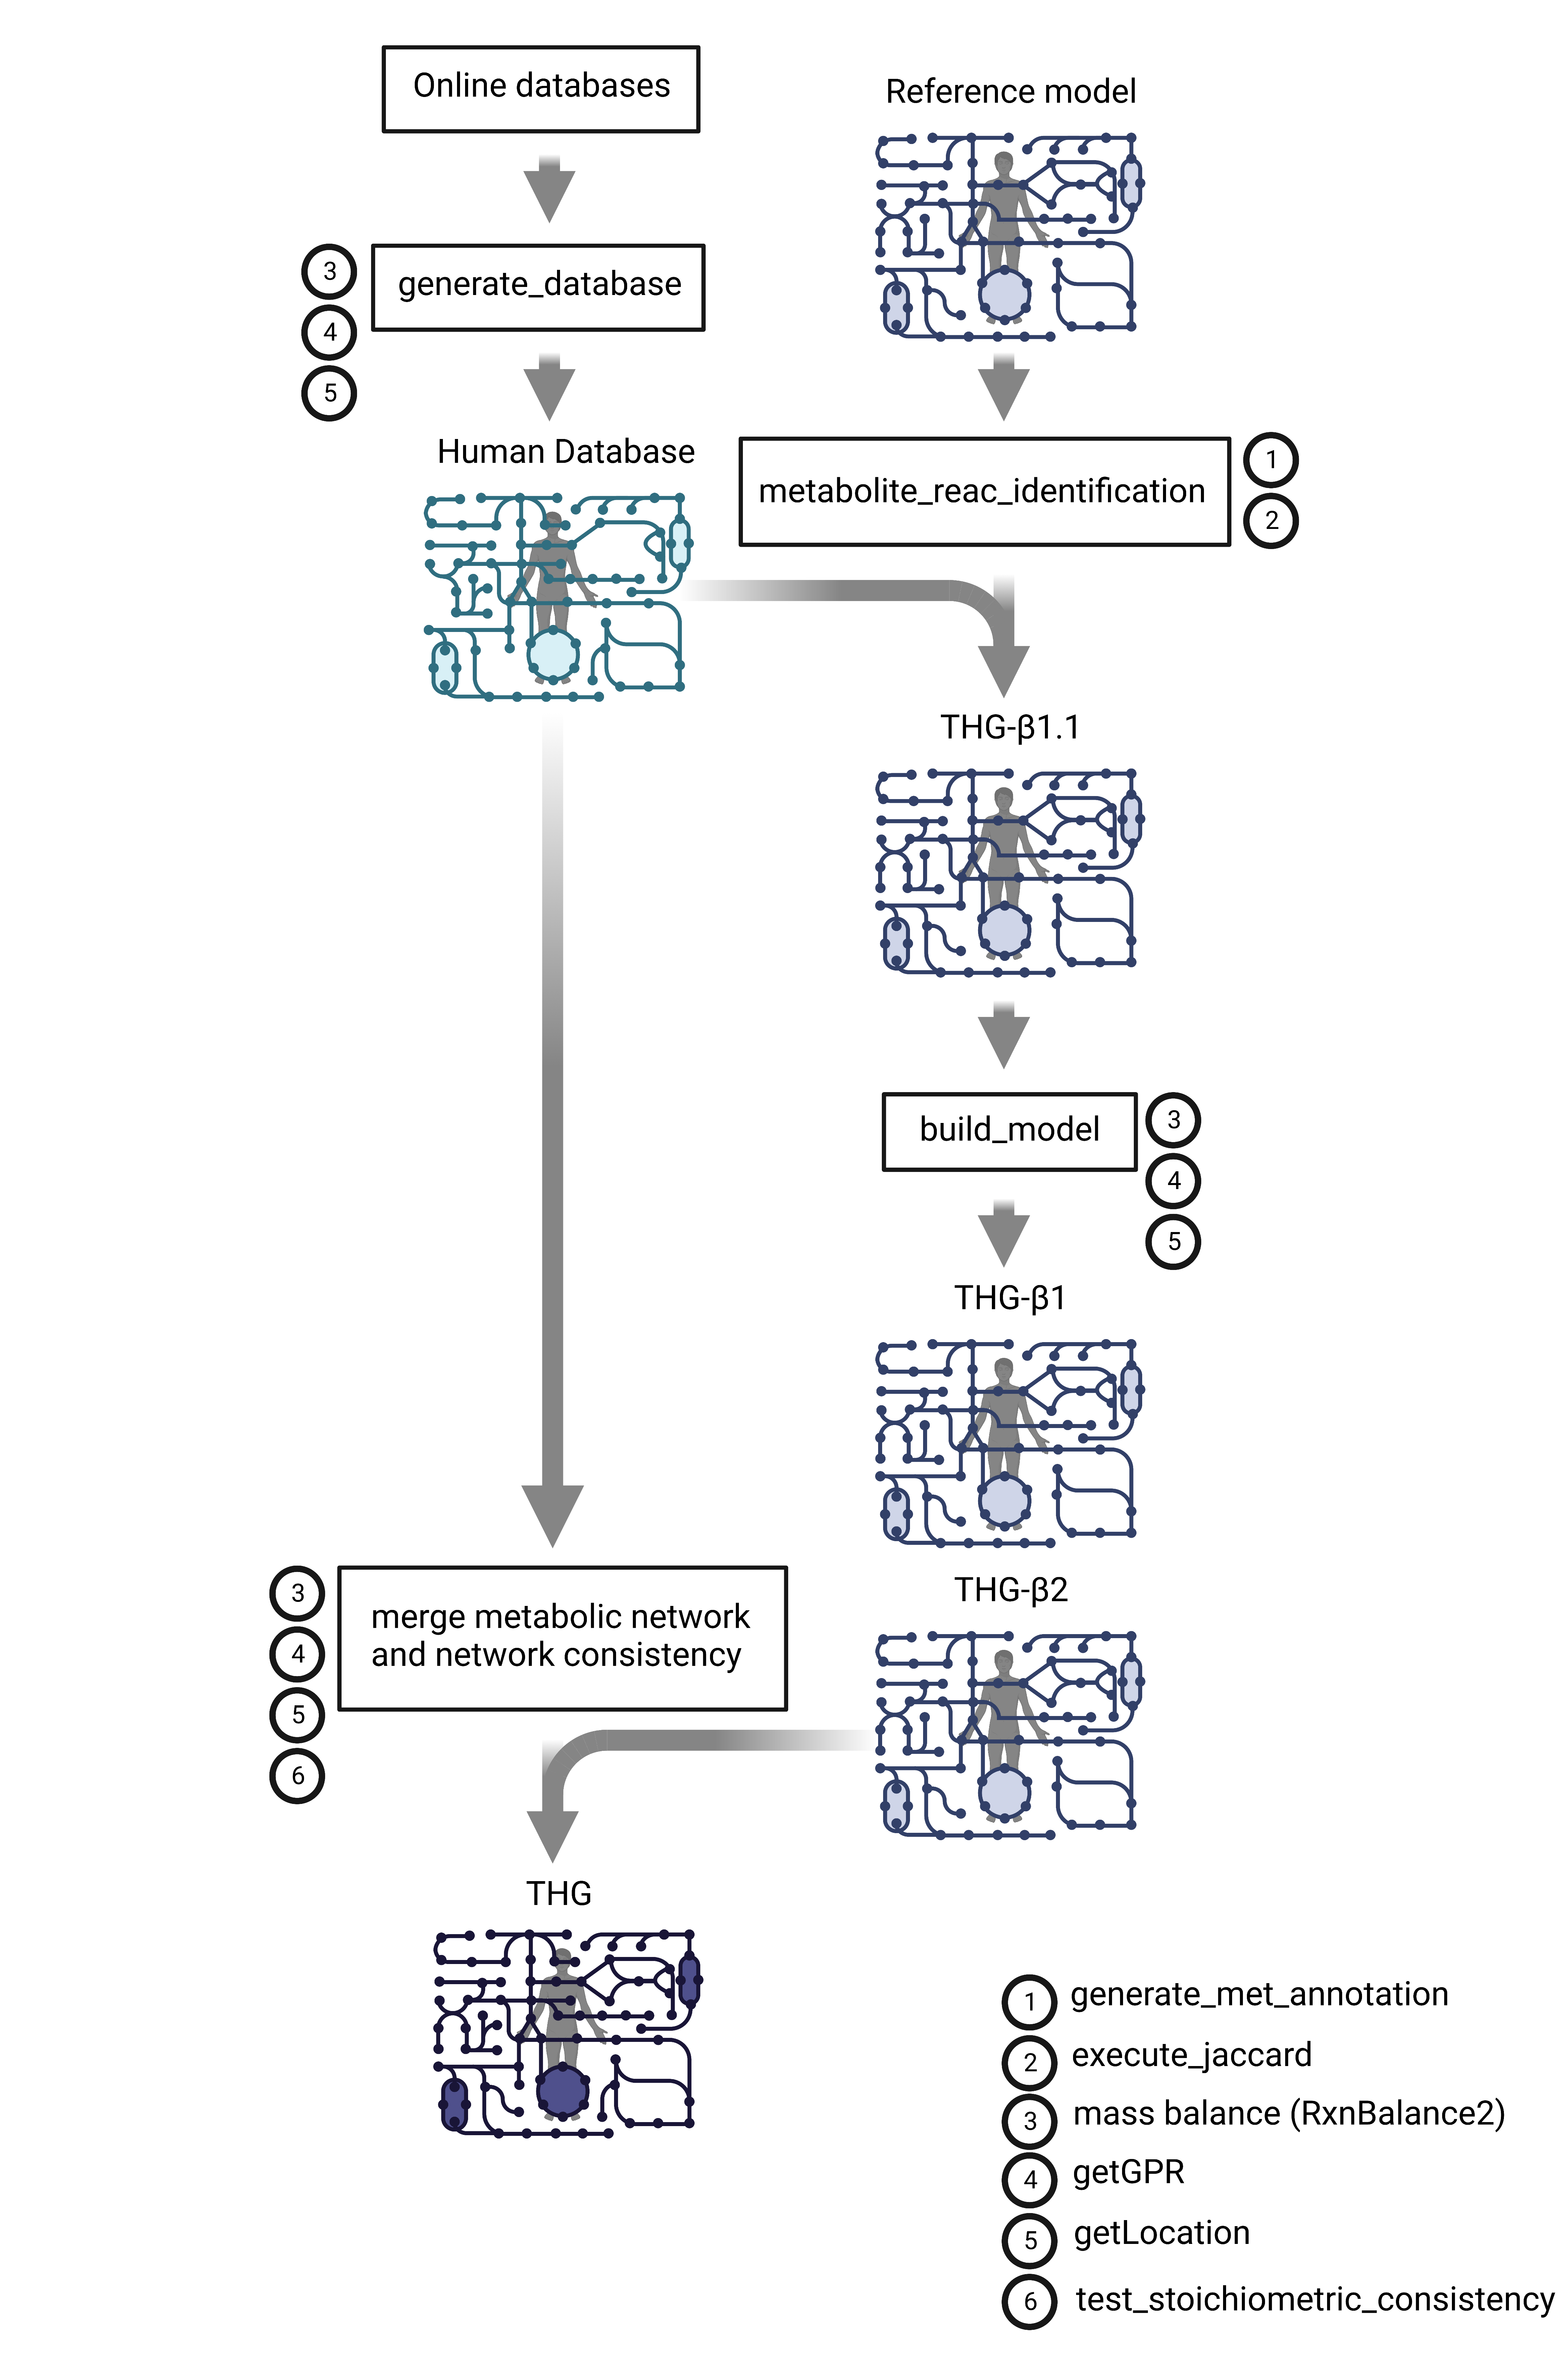 Online databases
Reference model
3
generate_database
4
5
Human Database
metabolite_reac_identification
1
2
THG-β1.1
build_model
3
4
5
THG-β1
3
merge metabolic network
and network consistency
4
5
6
THG-β2
THG
1 generate_met_annotation
2 execute_jaccard
3 mass balance (RxnBalance2)
4 getGPR
5 getLocation
6 test_stoichiometric_consistency